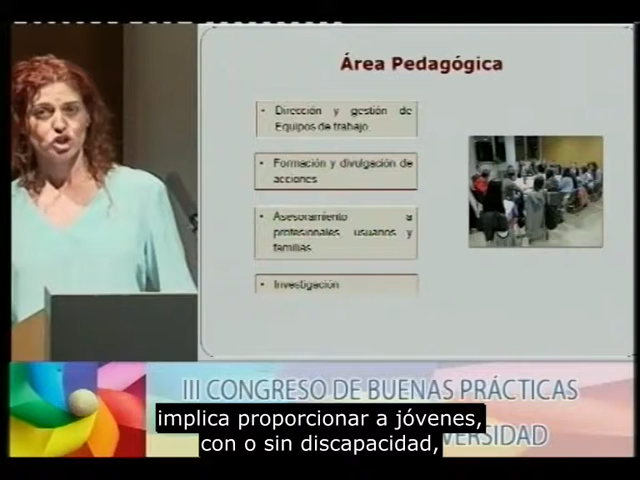 Área Pedagógica
• Dirección y gestión de
Equipos de trabajo
• Formación y divulgación de
acciones
• Asesoramiento a
profesionales, usuarios y
familias
• Investigación
III CONGRESO DE BUENAS PRÁCTICAS
VERSIDAD
implica proporcionar a jóvenes,
con o sin discapacidad,